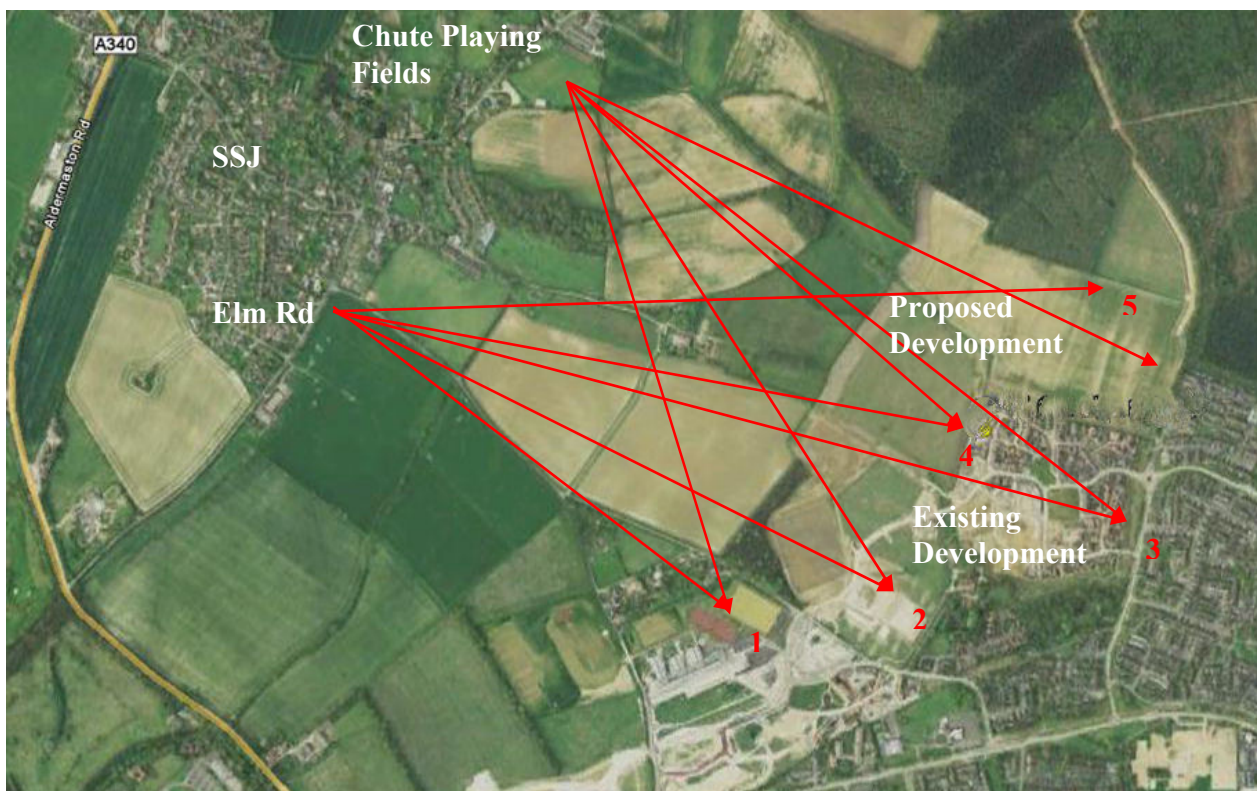 Chute Playing
Fields
A340
Aldermaston Rd
SSJ
Elm Rd
Proposed
Development
5
4
Existing
Development
3
2
1